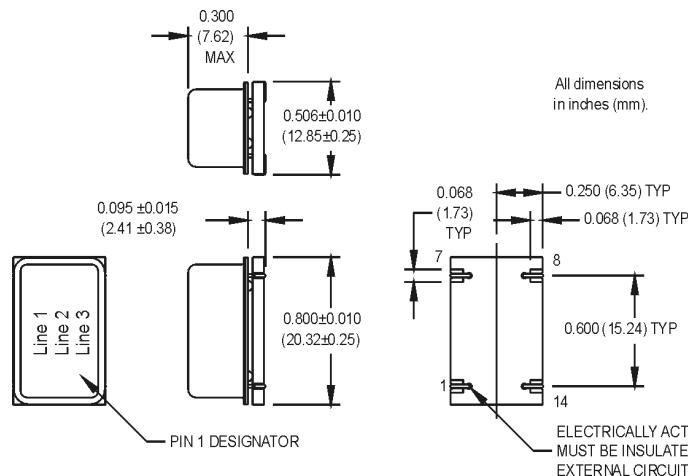 0.300
(7.62)
MAX
All dimensions
in inches (mm).
0.506±0.010
(12.85±0.25)
0.095 ±0.015
(2.41 ±0.38)
0.068
(1.73)
TYP
0.250 (6.35) TYP
0.068 (1.73) TYP
7
8
Line 1
Line 2
Line 3
0.800±0.010
(20.32±0.25)
0.600 (15.24) TYP
1
14
PIN 1 DESIGNATOR
ELECTRICALLY ACT
MUST BE INSULATE
EXTERNAL CIRCUIT